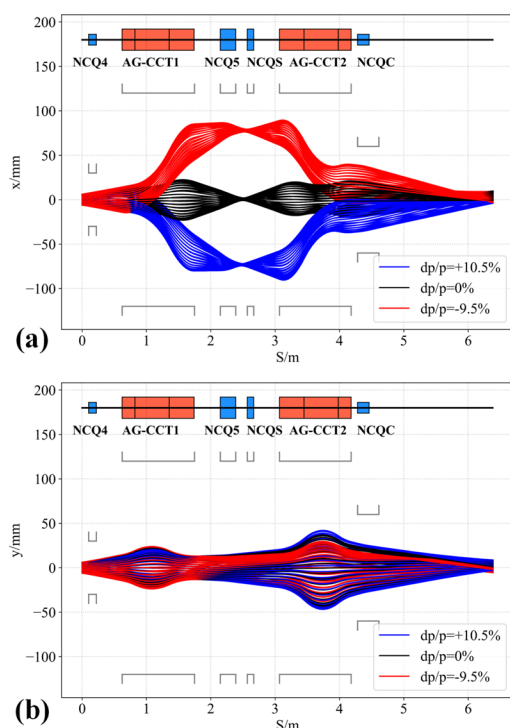 200
150
100
50
0
−50
−100
x/mm
NCQ4 AG-CCT1 NCQ5 NCQS AG-CCT2 NCQC
dp/p=+10.5%
dp/p=0%
dp/p=-9.5%
0 1 2 3 4 5 6
S/m
(a)
200
150
100
50
0
−50
−100
y/mm
NCQ4 AG-CCT1 NCQ5 NCQS AG-CCT2 NCQC
dp/p=+10.5%
dp/p=0%
dp/p=-9.5%
0 1 2 3 4 5 6
S/m
(b)